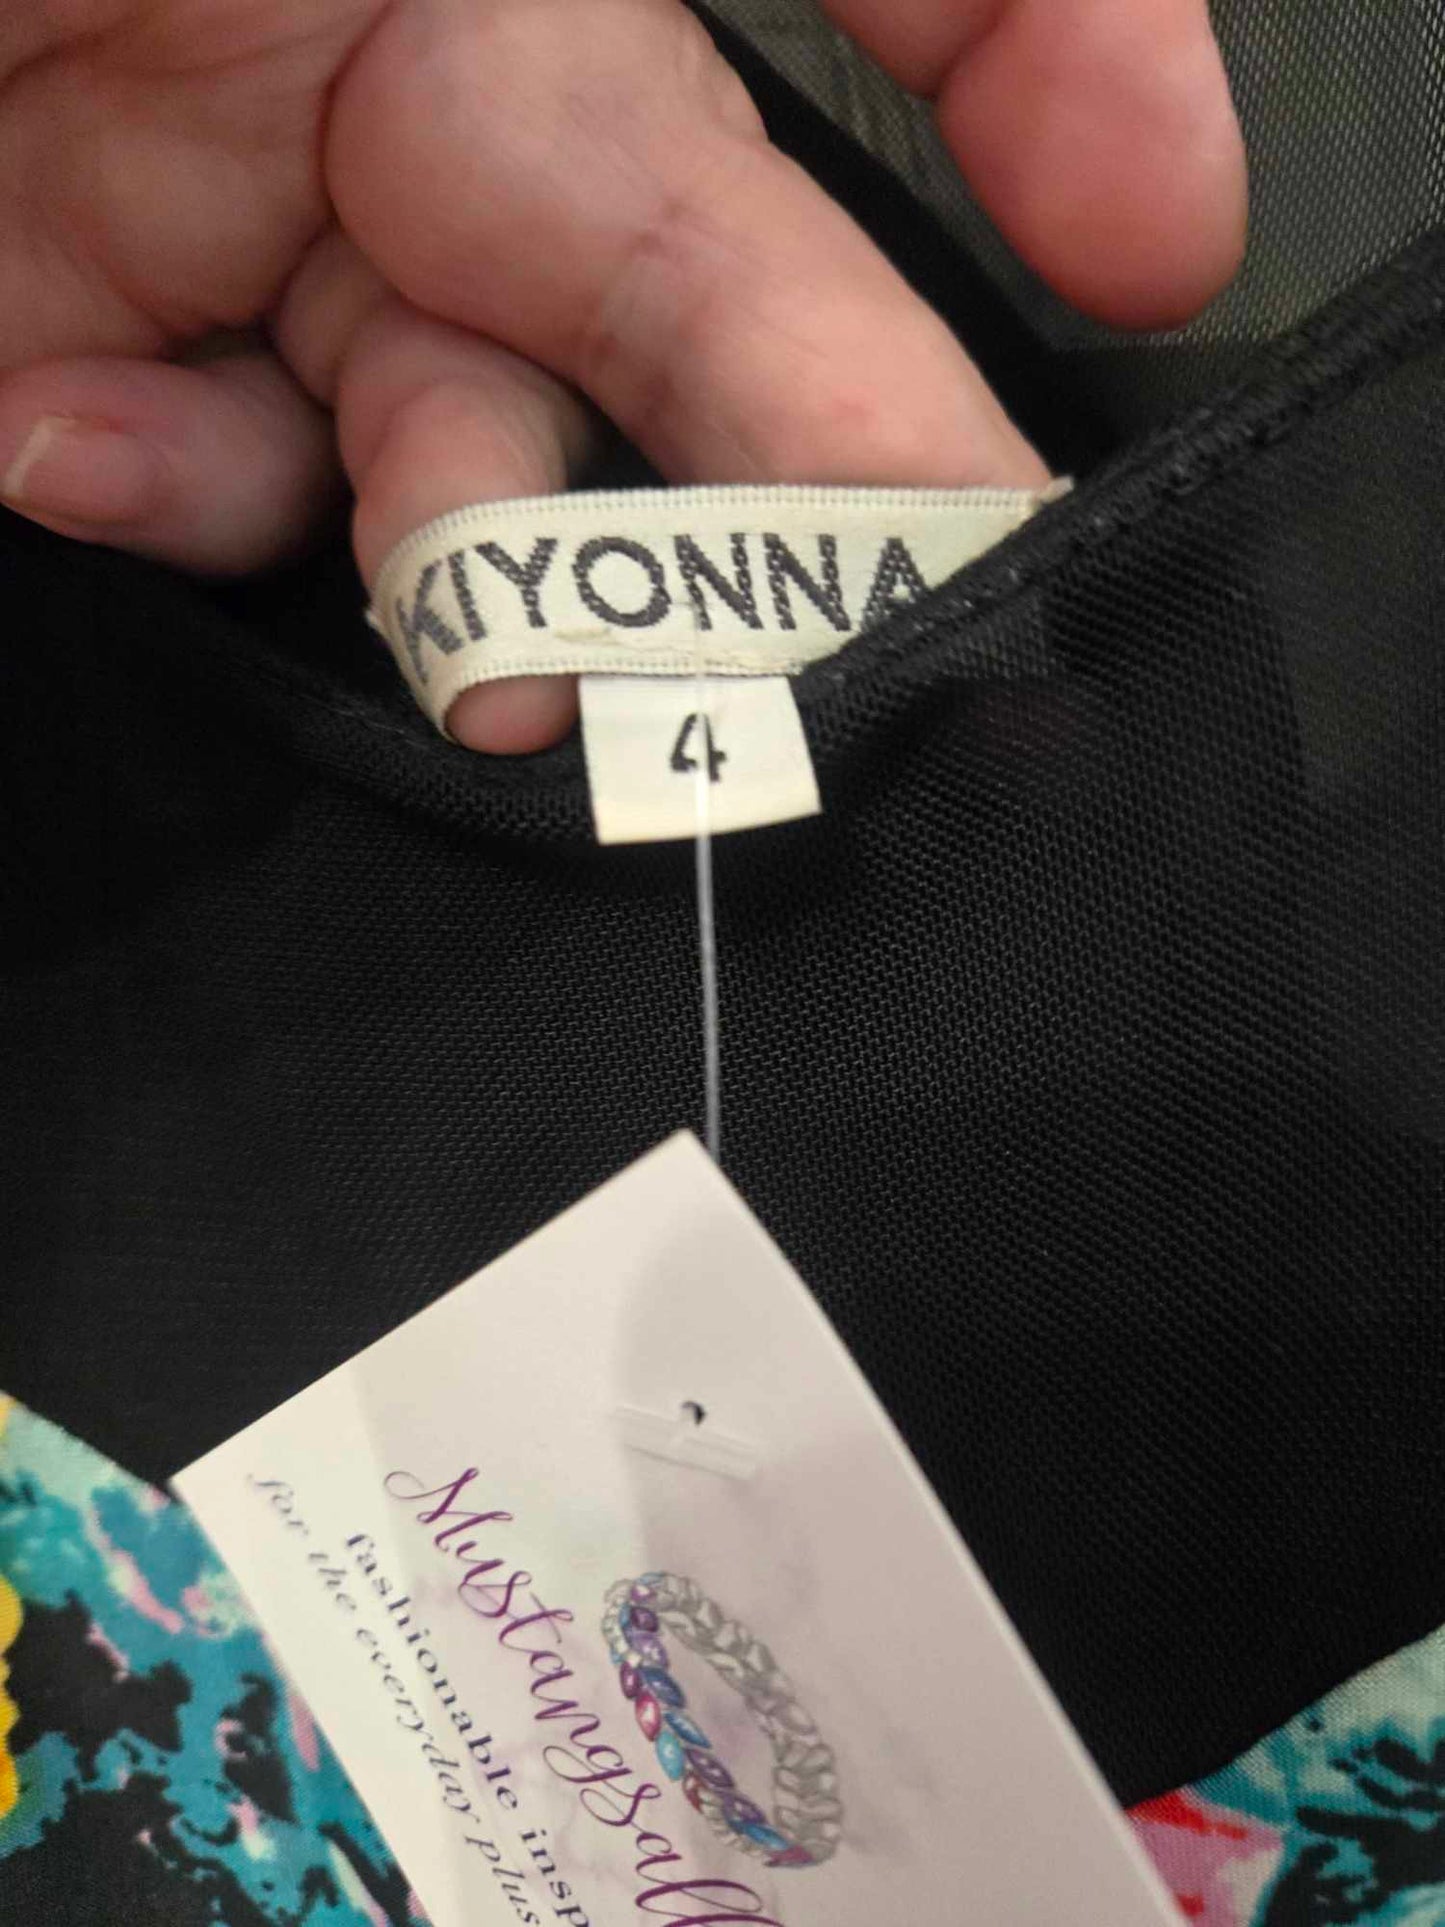 KIYONNA
4
Mustangsall
fashionable insp
for the everyday plus